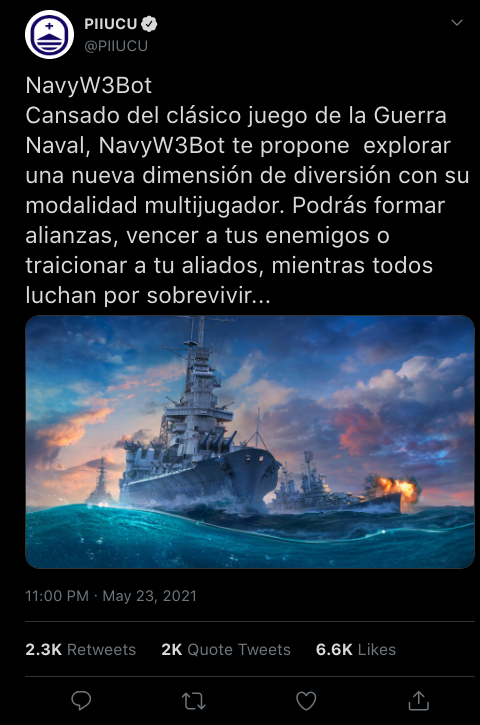 PIIUCU
@PIIUCU
NavyW3Bot
Cansado del clásico juego de la Guerra
Naval, NavyW3Bot te propone  explorar
una nueva dimensión de diversión con su
modalidad multijugador. Podrás formar
alianzas, vencer a tus enemigos o
traicionar a tu aliados, mientras todos
luchan por sobrevivir...
11:00 PM · May 23, 2021
2.3K Retweets 2K Quote Tweets 6.6K Likes